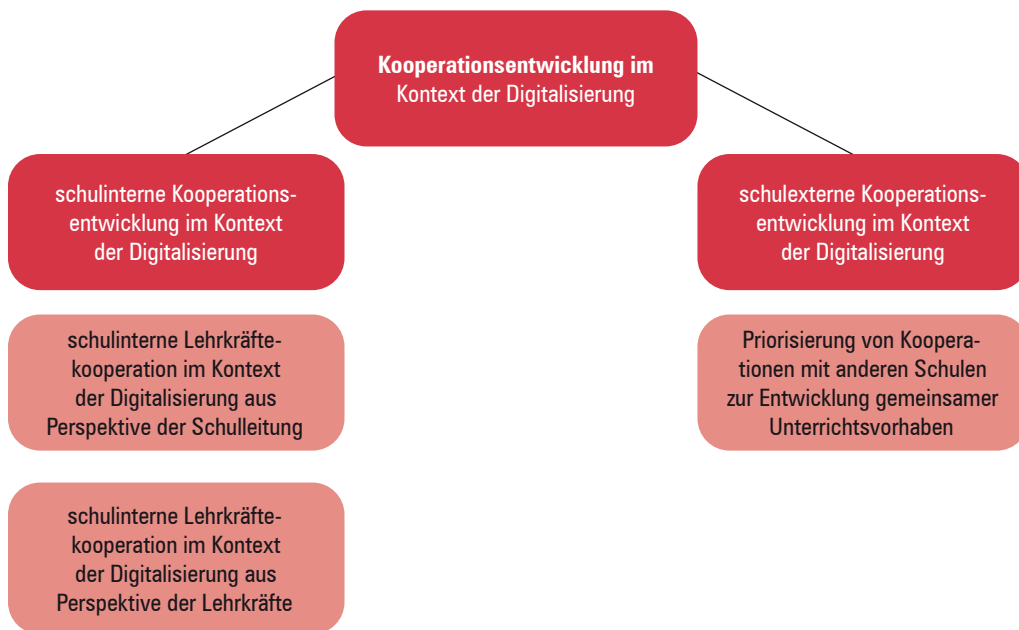 Kooperationsentwicklung im
Kontext der Digitalisierung
schulinterne Kooperations-
entwicklung im Kontext
der Digitalisierung
schulexterne Kooperations-
entwicklung im Kontext
der Digitalisierung
schulinterne Lehrkräfte-
kooperation im Kontext
der Digitalisierung aus
Perspektive der Schulleitung
Priorisierung von Koopera-
tionen mit anderen Schulen
zur Entwicklung gemeinsamer
Unterrichtsvorhaben
schulinterne Lehrkräfte-
kooperation im Kontext
der Digitalisierung aus
Perspektive der Lehrkräfte